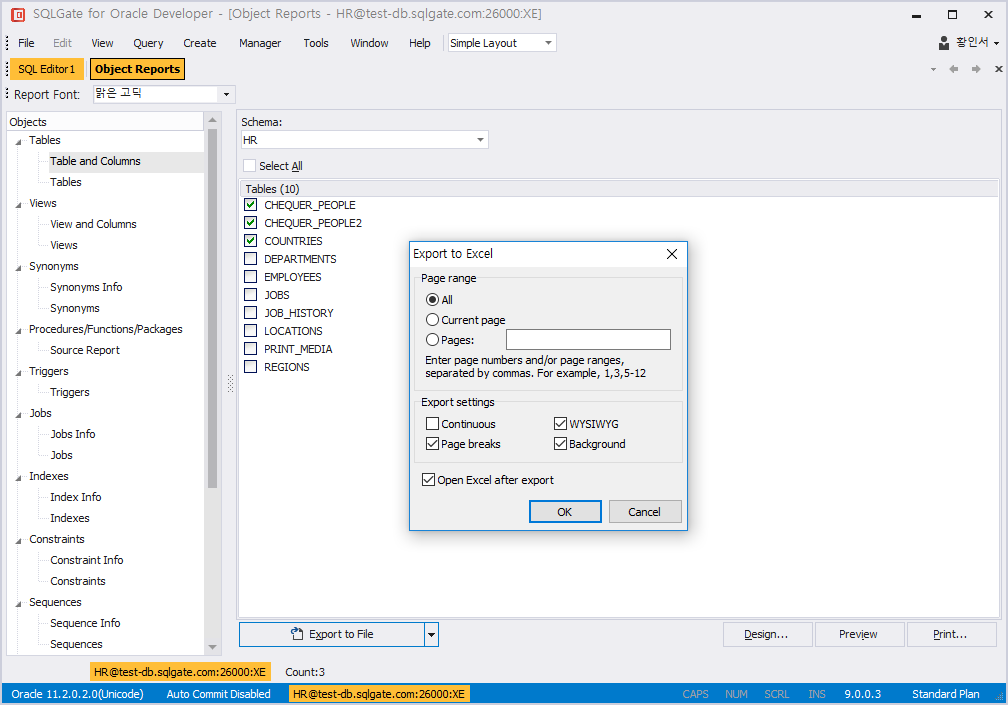 SQLGate for Oracle Developer - [Object Reports - HR@test-db.sqlgate.com:26000:XE]
File Edit View Query Create Manager Tools Window Help Simple Layout 황인서
SQL Editor1 Object Reports
Report Font: 맑은 고딕
Objects
Tables
Table and Columns
Tables
Views
View and Columns
Views
Synonyms
Synonyms Info
Synonyms
Procedures/Functions/Packages
Source Report
Triggers
Triggers
Jobs
Jobs Info
Jobs
Indexes
Index Info
Indexes
Constraints
Constraint Info
Constraints
Sequences
Sequence Info
Sequences
Schema:
HR
Select All
Tables (10)
CHEQUER_PEOPLE
CHEQUER_PEOPLE2
COUNTRIES
DEPARTMENTS
EMPLOYEES
JOBS
JOB_HISTORY
LOCATIONS
PRINT_MEDIA
REGIONS
Export to Excel
Page range
All
Current page
Pages:
Enter page numbers and/or page ranges,
separated by commas. For example, 1,3,5-12
Export settings
Continuous WYSIWYG
Page breaks Background
Open Excel after export
OK Cancel
Export to File Design... Preview Print...
HR@test-db.sqlgate.com:26000:XE Count:3
Oracle 11.2.0.2.0(Unicode) Auto Commit Disabled HR@test-db.sqlgate.com:26000:XE CAPS NUM SCRL INS 9.0.0.3 Standard Plan